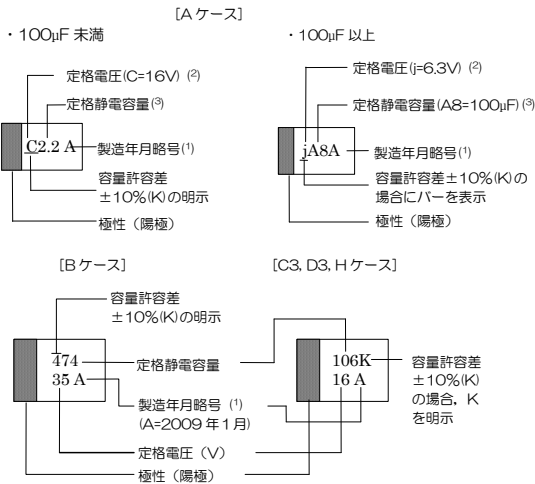 [Aケース]
・100μF 未満
・100μF 以上
定格電圧(C=16V) (2)
定格静電容量(3)
C2.2 A
製造年月略号(1)
容量許容差
±10%(K)の明示
極性（陽極）
定格電圧(j=6.3V) (2)
定格静電容量(A8=100μF) (3)
jA8A
製造年月略号(1)
容量許容差±10%(K)の
場合にバーを表示
極性（陽極）
[Bケース]
[C3, D3, Hケース]
容量許容差
±10%(K)の明示
474
35 A
定格静電容量
製造年月略号 (1)
(A=2009 年1月)
定格電圧（V）
極性（陽極）
106K
16 A
容量許容差
±10%(K)
の場合，K
を明示